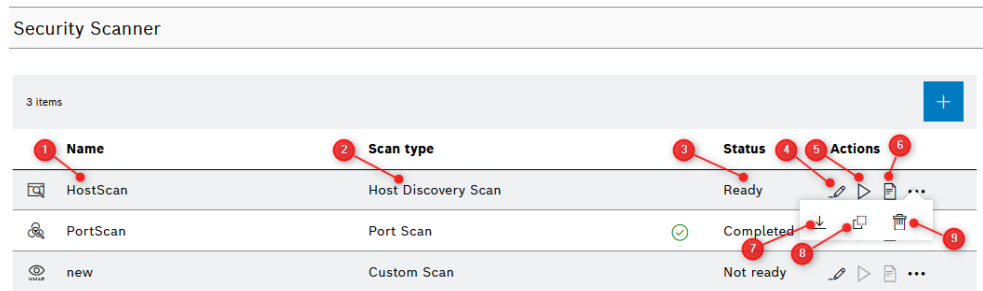 Security Scanner
3 items
+
1 Name 2 Scan type 3 Status 4 5 Actions 6
HostScan Host Discovery Scan Ready
PortScan Port Scan Completed
7 8 9
NMAP new Custom Scan Not ready